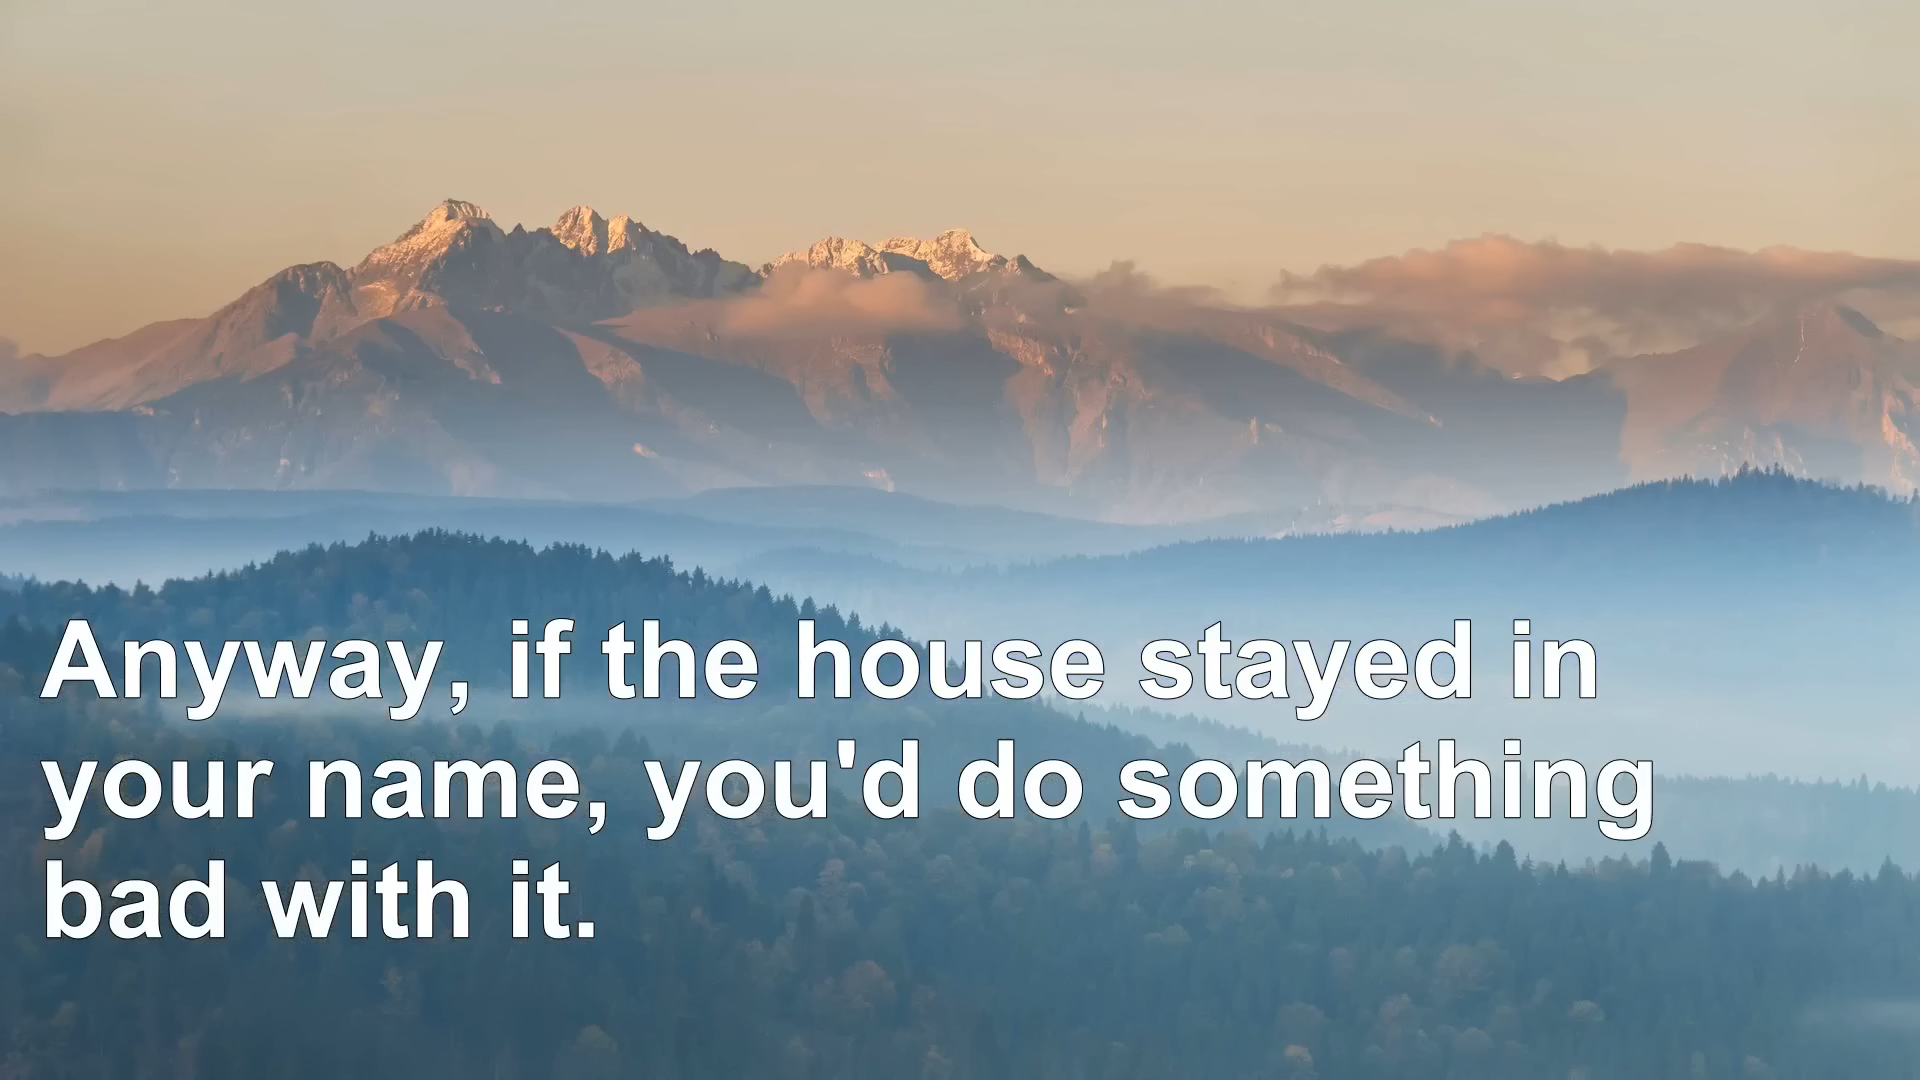 Anyway, if the house stayed in
your name, you'd do something
bad with it.